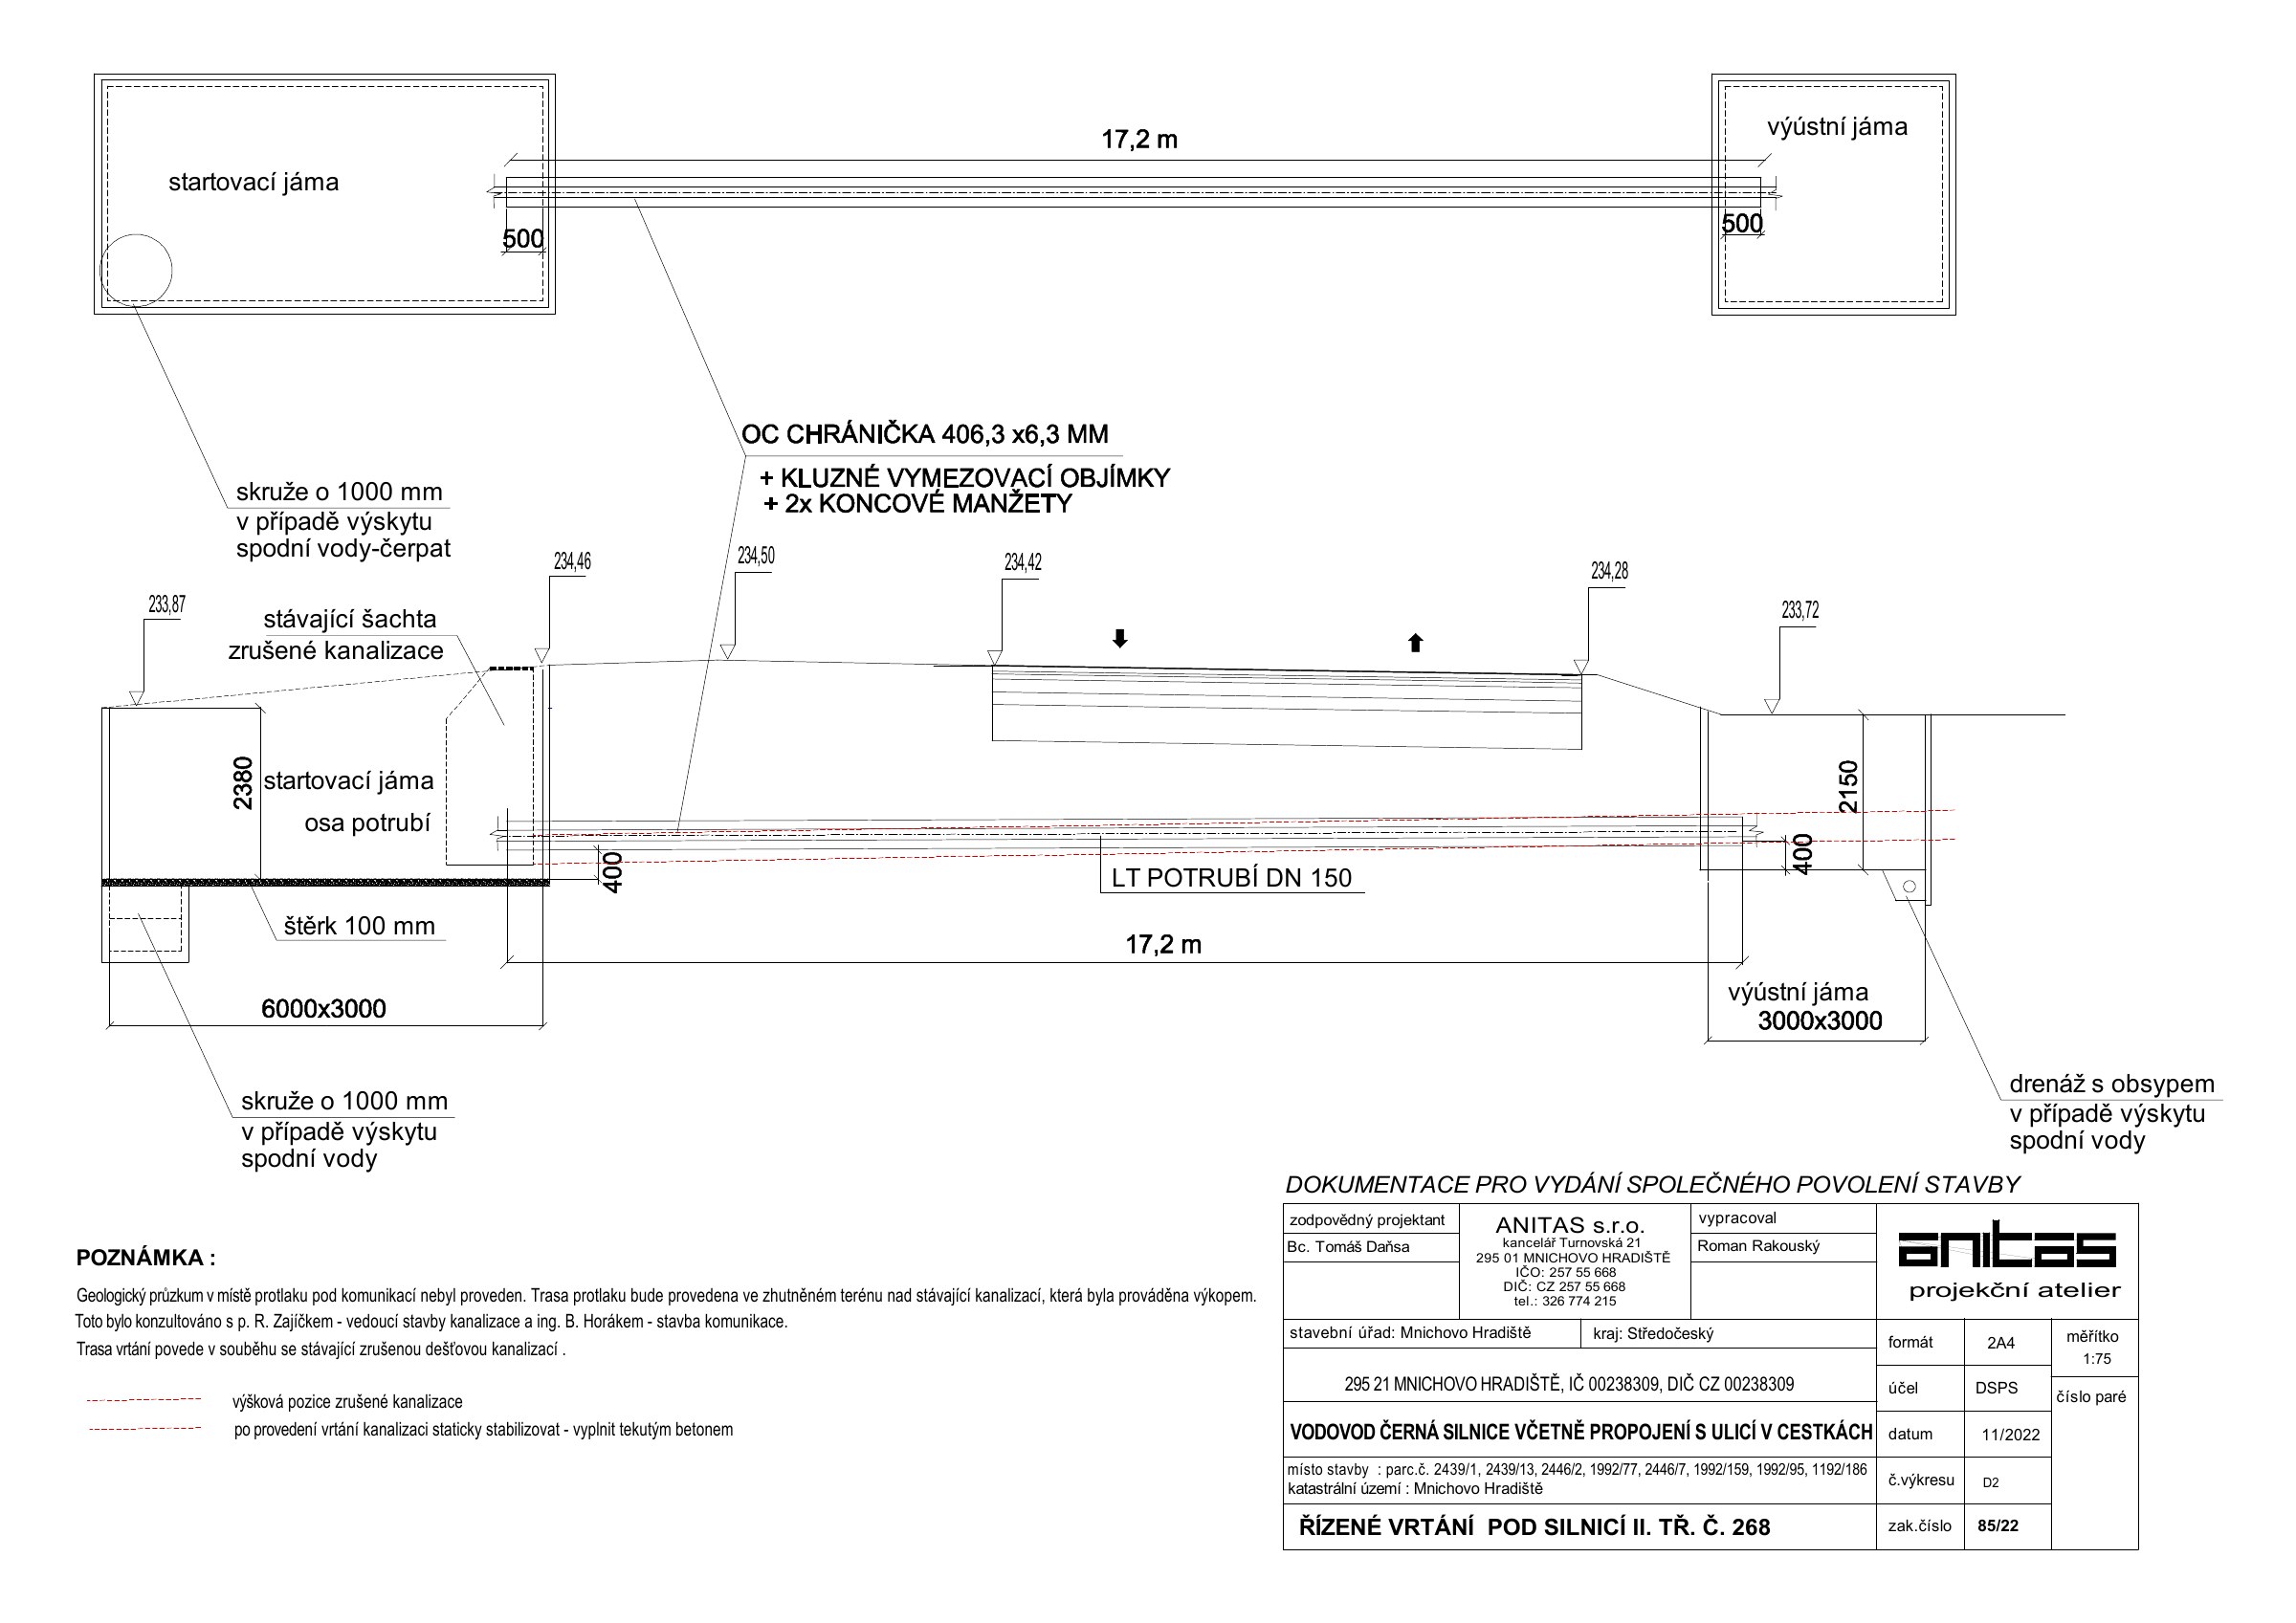 17,2 m
výústní jáma
startovací jáma
500
500
OC CHRÁNIČKA 406,3 x6,3 MM
+ KLUZNÉ VYMEZOVACÍ OBJÍMKY
+ 2x KONCOVÉ MANŽETY
skruže o 1000 mm
v případě výskytu
spodní vody-čerpat
234,46
234,50
234,42
234,28
233,87
233,72
stávající šachta
zrušené kanalizace
2380
startovací jáma
osa potrubí
2150
400
400
LT POTRUBÍ DN 150
štěrk 100 mm
17,2 m
6000x3000
výústní jáma
3000x3000
skruže o 1000 mm
v případě výskytu
spodní vody
drenáž s obsypem
v případě výskytu
spodní vody
POZNÁMKA :
Geologický průzkum v místě protlaku pod komunikací nebyl proveden. Trasa protlaku bude provedena ve zhutněném terénu nad stávající kanalizací, která byla prováděna výkopem.
Toto bylo konzultováno s p. R. Zajíčkem - vedoucí stavby kanalizace a ing. B. Horákem - stavba komunikace.
Trasa vrtání povede v souběhu se stávající zrušenou dešťovou kanalizací .
výšková pozice zrušené kanalizace
po provedení vrtání kanalizaci staticky stabilizovat - vyplnit tekutým betonem
DOKUMENTACE PRO VYDÁNÍ SPOLEČNÉHO POVOLENÍ STAVBY
zodpovědný projektant
Bc. Tomáš Daňsa
ANITAS s.r.o.
kancelář Turnovská 21
295 01 MNICHOVO HRADIŠTĚ
IČO: 257 55 668
DIČ: CZ 257 55 668
tel.: 326 774 215
vypracoval
Roman Rakouský
anitas
projekční atelier
stavební úřad: Mnichovo Hradiště
kraj: Středočeský
formát
2A4
měřítko
1:75
295 21 MNICHOVO HRADIŠTĚ, IČ 00238309, DIČ CZ 00238309
účel
DSPS
číslo paré
VODOVOD ČERNÁ SILNICE VČETNĚ PROPOJENÍ S ULICÍ V CESTKÁCH
datum
11/2022
místo stavby : parc.č. 2439/1, 2439/13, 2446/2, 1992/77, 2446/7, 1992/159, 1992/95, 1192/186
katastrální území : Mnichovo Hradiště
č.výkresu
D2
ŘÍZENÉ VRTÁNÍ POD SILNICÍ II. TŘ. Č. 268
zak.číslo
85/22